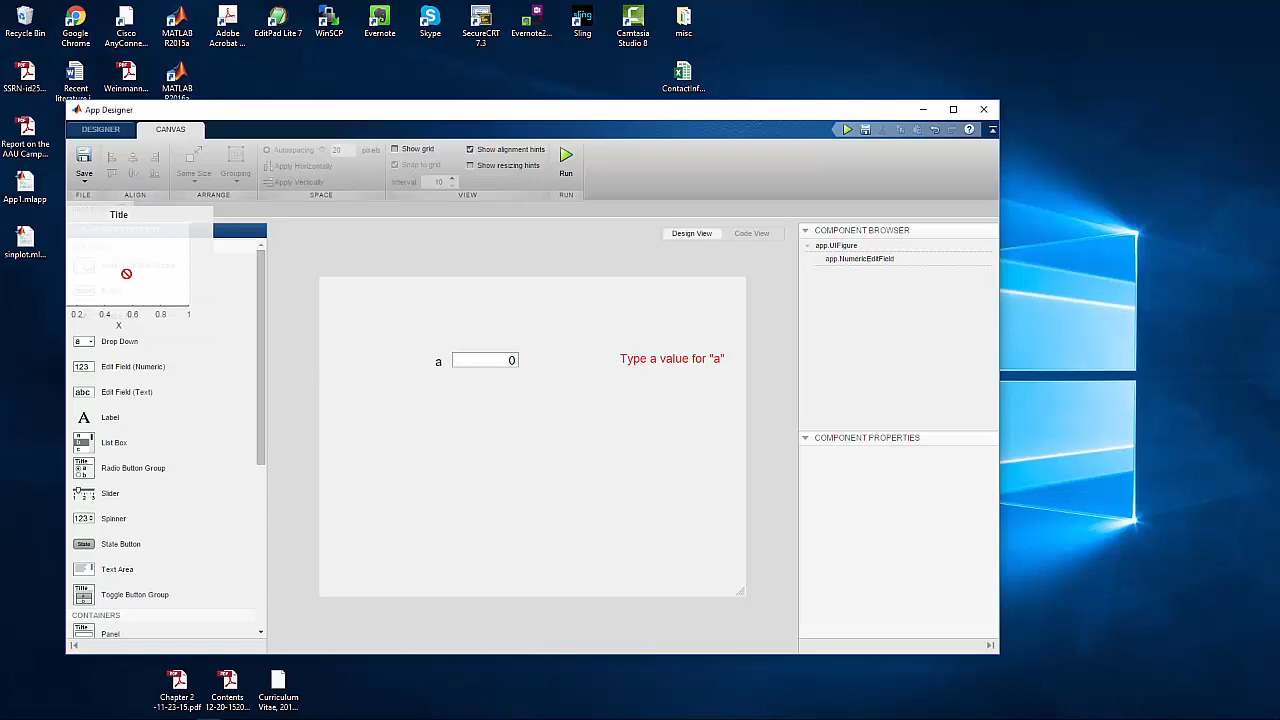 Recycle Bin
Google
Chrome
Cisco
AnyConne...
MATLAB
R2015a
Adobe
Acrobat ...
EditPad Lite 7
WinSCP
Evernote
Skype
SecureCRT
7.3
Evernote2...
Sling
Camtasia
Studio 8
misc
SSRN-id25...
Recent
literature i...
Weinmann...
MATLAB
R2016a
ContactInf...
Report on the
AAU Camp...
App1.mlapp
sinplot.ml...
App Designer
DESIGNER
CANVAS
Save
FILE
ALIGN
Same Size
Grouping
ARRANGE
Autospacing
20
pixels
Apply Horizontally
Apply Vertically
SPACE
Show grid
Snap to grid
Interval
10
Show alignment hints
Show resizing hints
VIEW
Run
RUN
Title
0.2 0.4 0.6 0.8 1
X
Drop Down
Edit Field (Numeric)
Edit Field (Text)
Label
List Box
Radio Button Group
Slider
Spinner
State Button
Text Area
Toggle Button Group
CONTAINERS
Panel
Design View
Code View
a
0
Type a value for "a"
COMPONENT BROWSER
app.UIFigure
app.NumericEditField
COMPONENT PROPERTIES
Chapter 2
-11-23-15.pdf
Contents
12-20-1520...
Curriculum
Vitae, 201...